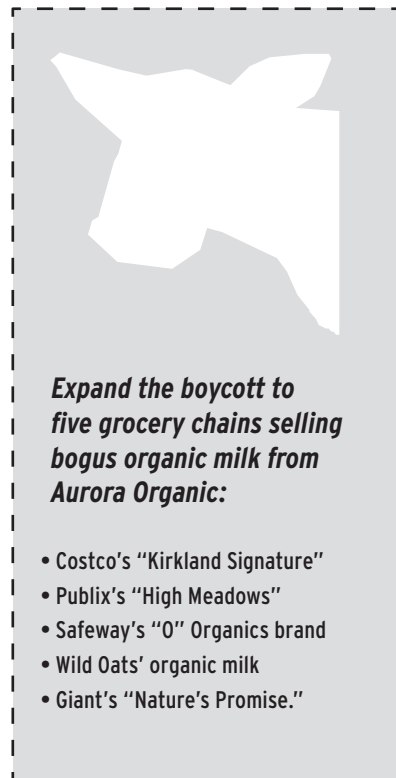 Expand the boycott to
five grocery chains selling
bogus organic milk from
Aurora Organic:
• Costco’s “Kirkland Signature”
• Publix’s “High Meadows”
• Safeway’s “O” Organics brand
• Wild Oats’ organic milk
• Giant’s “Nature’s Promise.”